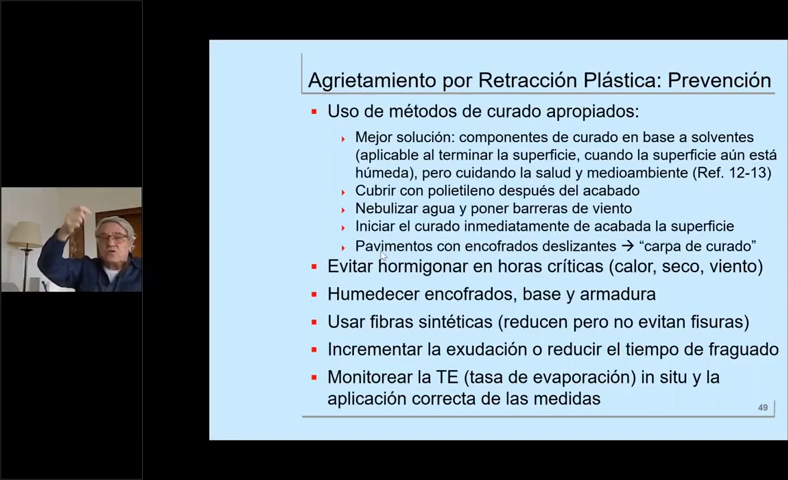 Agrietamiento por Retracción Plástica: Prevención
Uso de métodos de curado apropiados:
Mejor solución: componentes de curado en base a solventes
(aplicable al terminar la superficie, cuando la superficie aún está
húmeda), pero cuidando la salud y medioambiente (Ref. 12-13)
Cubrir con polietileno después del acabado
Nebulizar agua y poner barreras de viento
Iniciar el curado inmediatamente de acabada la superficie
Pavimentos con encofrados deslizantes → “carpa de curado”
Evitar hormigonar en horas críticas (calor, seco, viento)
Humedecer encofrados, base y armadura
Usar fibras sintéticas (reducen pero no evitan fisuras)
Incrementar la exudación o reducir el tiempo de fraguado
Monitorear la TE (tasa de evaporación) in situ y la
aplicación correcta de las medidas
49